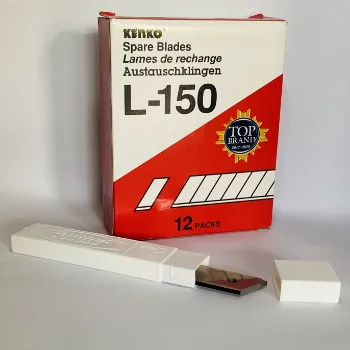 KENKO
Spare Blades
Lames de rechange
Austauschklingen
L-150
TOP
BRAND
12 PACKS